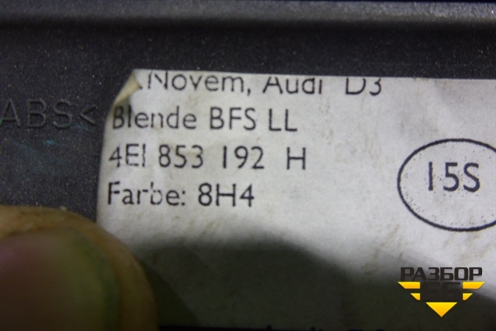 Novem, Audi D3
ABS<
Blende BFS LL
4E1 853 192 H
Farbe: 8H4
15S
РАЗБОР